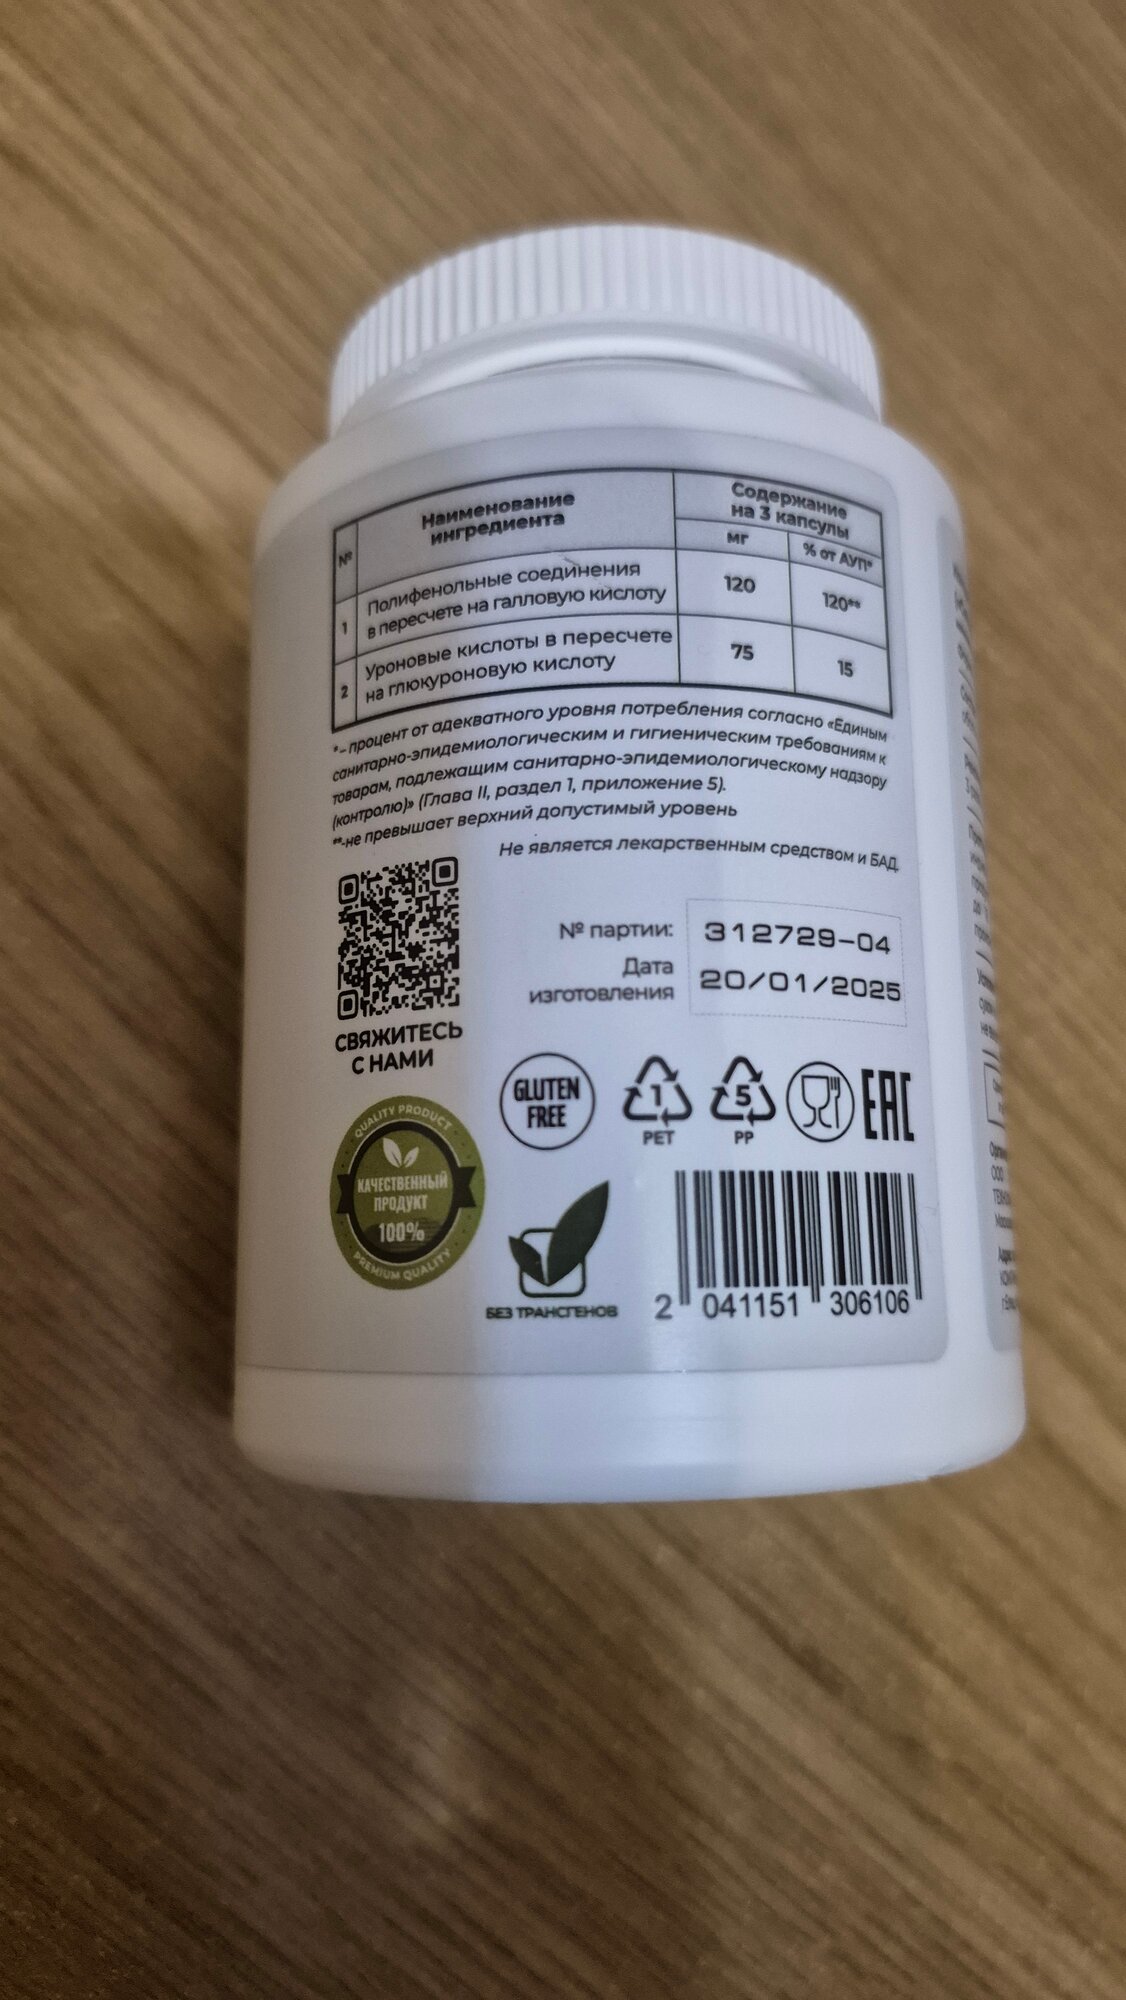 №
Наименование
ингредиента
Содержание
на 3 капсулы
мг
% от АУП*
1
Полифенольные соединения
в пересчете на галловую кислоту
120
120**
2
Уроновые кислоты в пересчете
на глюкуроновую кислоту
75
15
*- процент от адекватного уровня потребления согласно «Единым
санитарно-эпидемиологическим и гигиеническим требованиям к
товарам, подлежащим санитарно-эпидемиологическому надзору
(контролю)» (Глава II, раздел 1, приложение 5).
**-не превышает верхний допустимый уровень
Не является лекарственным средством и БАД.
№ партии:
312729-04
Дата
изготовления
20/01/2025
СВЯЖИТЕСЬ
С НАМИ
GLUTEN
FREE
1
PET
5
PP
EAC
QUALITY PRODUCT
КАЧЕСТВЕННЫЙ
ПРОДУКТ
100%
PREMIUM QUALITY
БЕЗ ТРАНСГЕНОВ
2 041151 306106
ООО